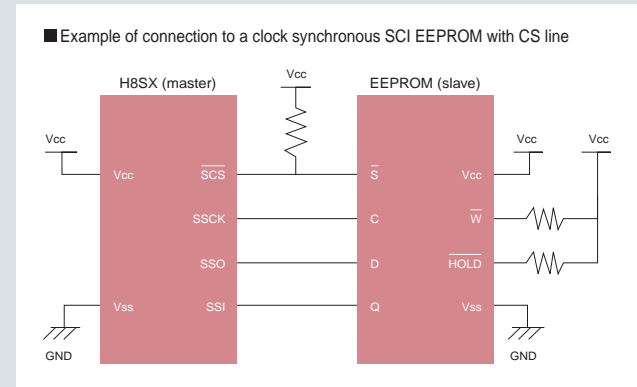 ■Example of connection to a clock synchronous SCI EEPROM with CS line
Vcc
H8SX (master)
EEPROM (slave)
Vcc
Vcc
Vcc
Vcc
SCS
S
Vcc
SSCK
C
W
SSO
D
HOLD
Vss
SSI
Q
Vss
GND
GND